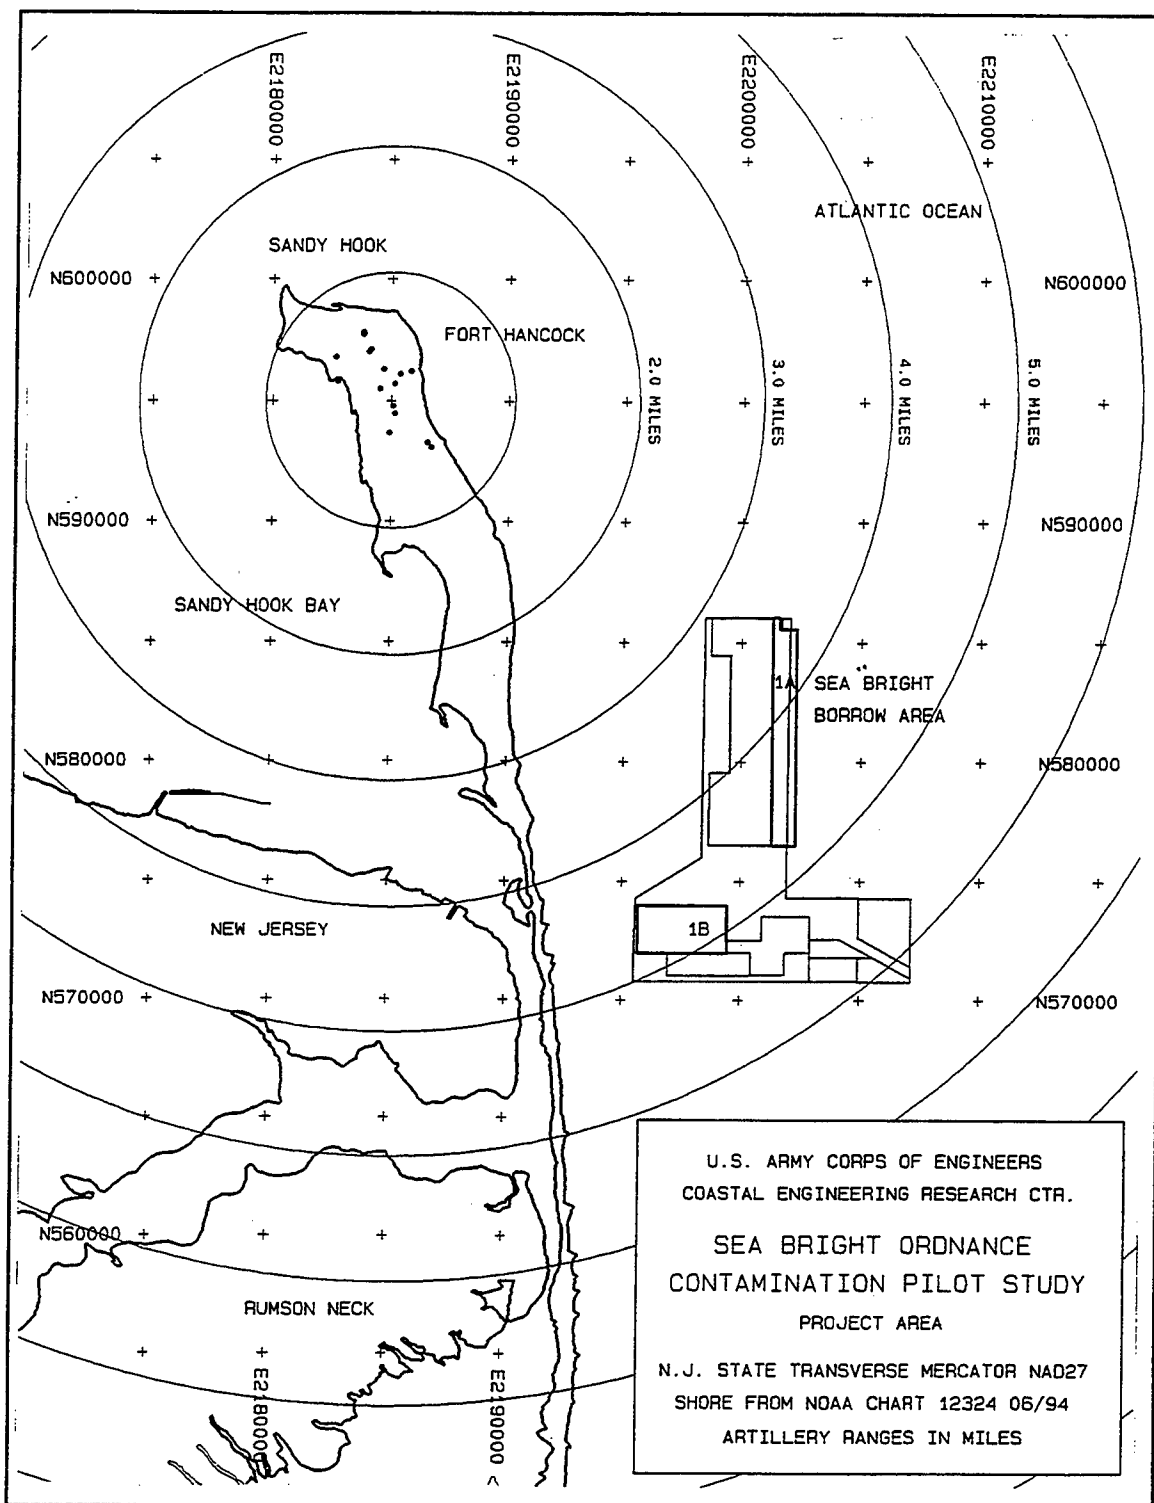 E2180000
E2190000
E2200000
E2210000
ATLANTIC OCEAN
SANDY HOOK
N600000
N600000
FORT HANCOCK
2.0 MILES
3.0 MILES
4.0 MILES
5.0 MILES
N590000
N590000
SANDY HOOK BAY
1A
SEA BRIGHT
BORROW AREA
N580000
N580000
NEW JERSEY
1B
N570000
N570000
N560000
RUMSON NECK
E2180000
E2190000
U.S. ARMY CORPS OF ENGINEERS
COASTAL ENGINEERING RESEARCH CTR.
SEA BRIGHT ORDNANCE
CONTAMINATION PILOT STUDY
PROJECT AREA
N.J. STATE TRANSVERSE MERCATOR NAD27
SHORE FROM NOAA CHART 12324 06/94
ARTILLERY RANGES IN MILES